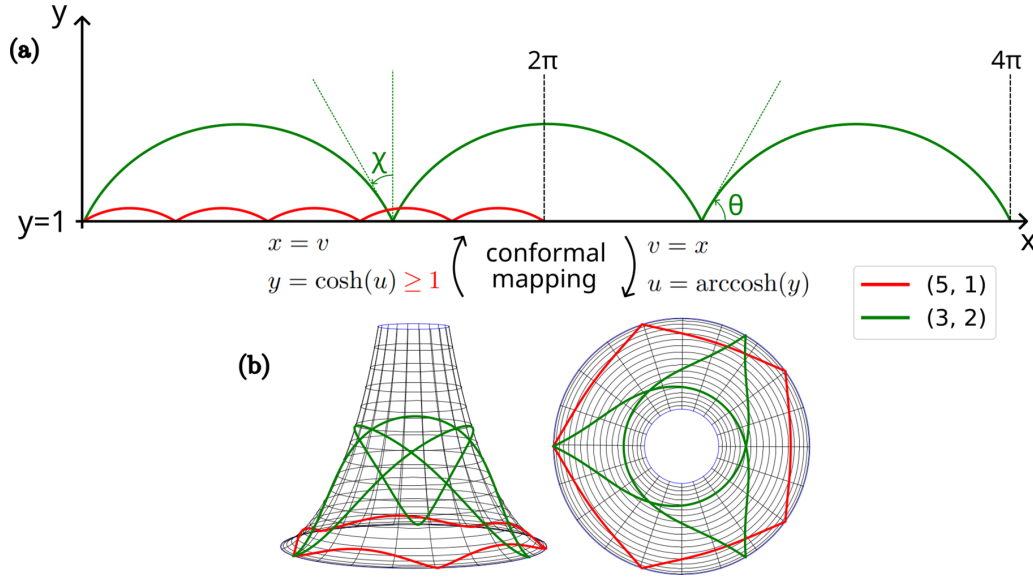 y
(a)
2π
4π
χ
θ
y=1
x
x = v
y = cosh(u) ≥ 1
conformal
mapping
v = x
u = arccosh(y)
(5, 1)
(3, 2)
(b)